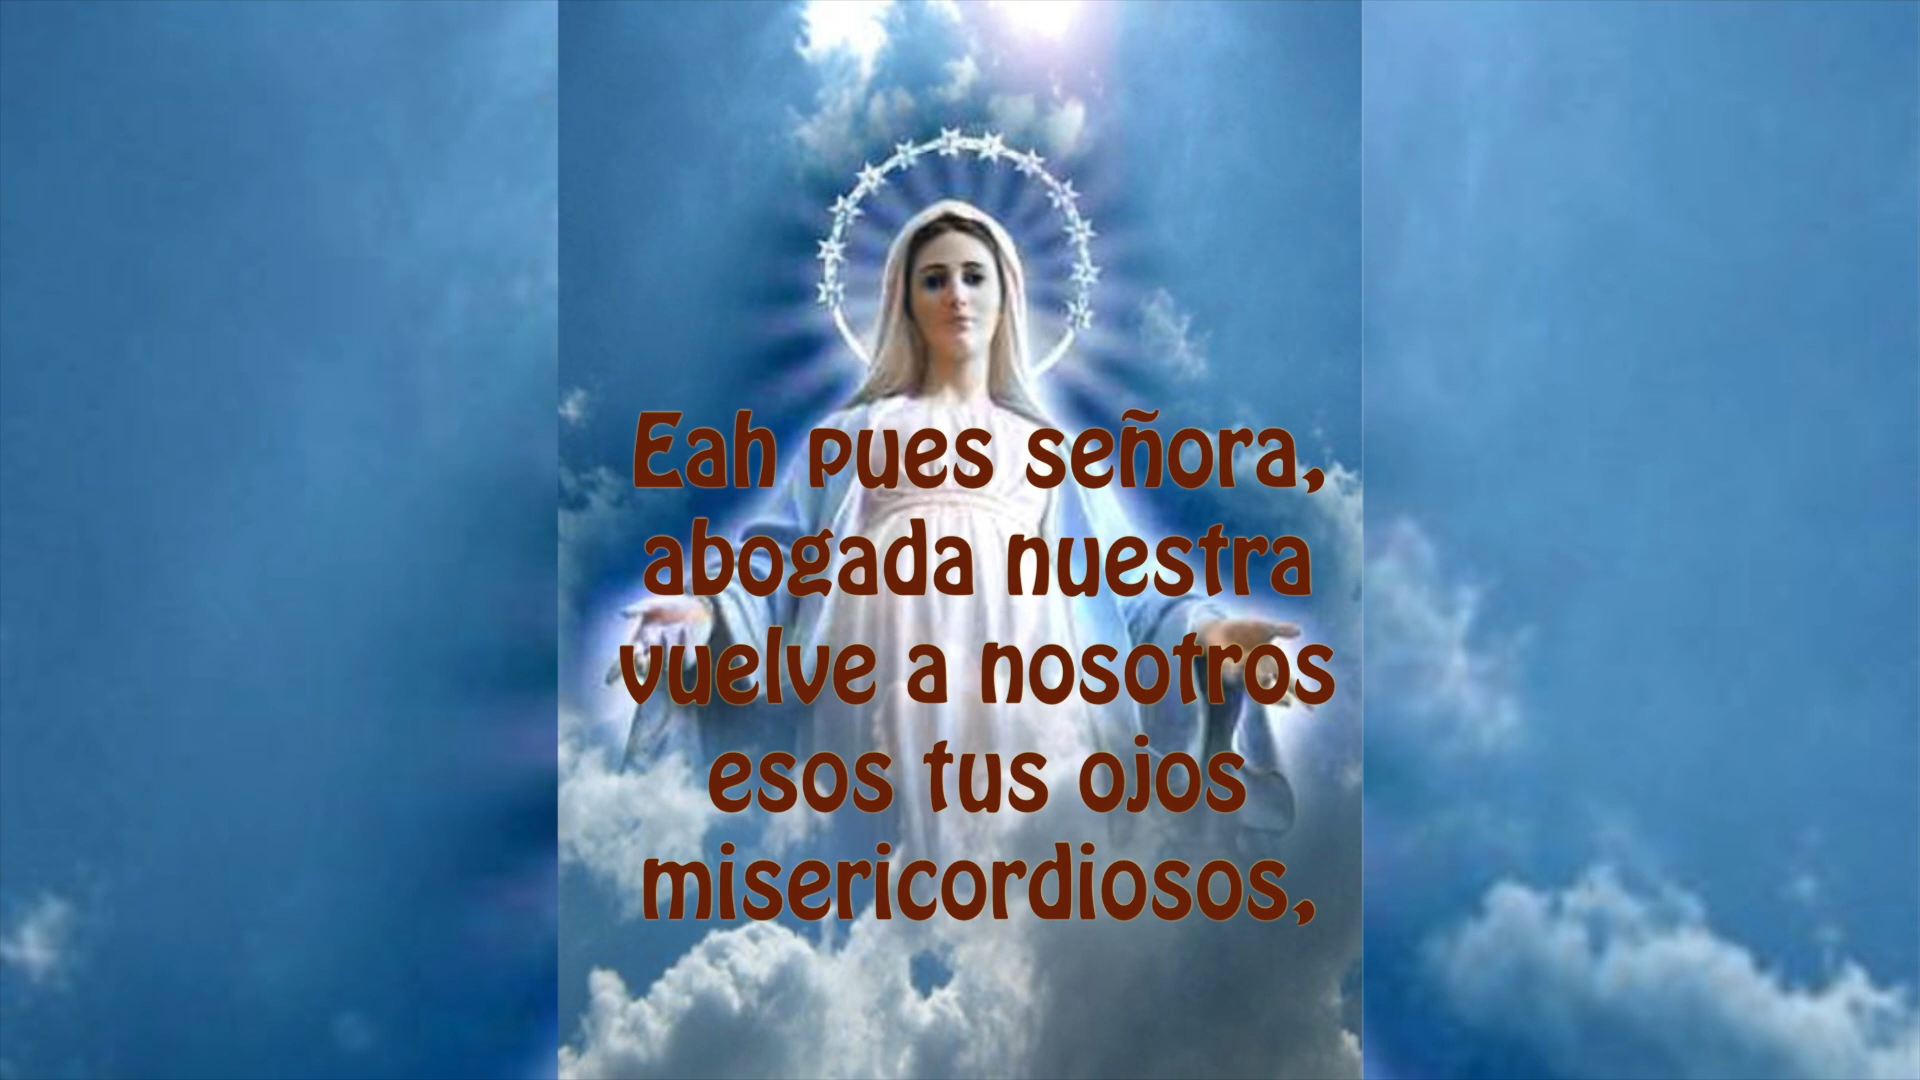 Eah pues señora,
abogada nuestra
vuelve a nosotros
esos tus ojos
misericordiosos,